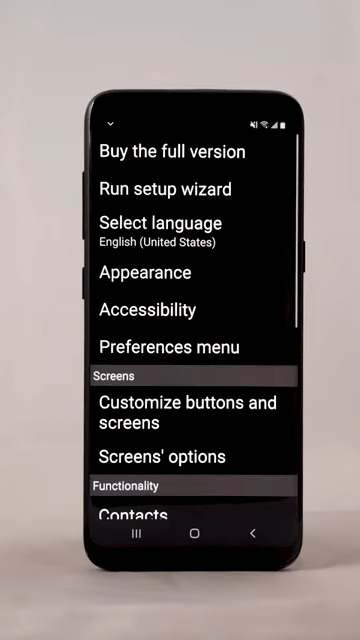 Buy the full version
Run setup wizard
Select language
English (United States)
Appearance
Accessibility
Preferences menu
Screens
Customize buttons and
screens
Screens' options
Functionality
Contacts